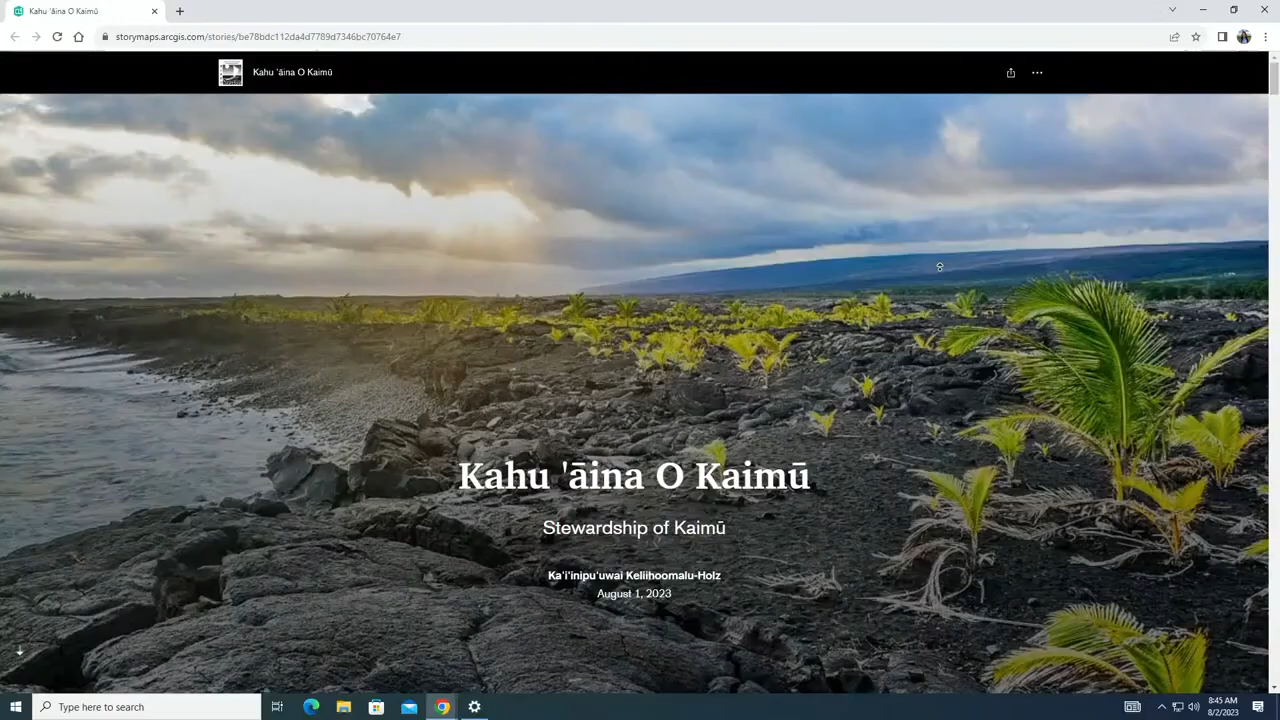 Kahu 'āina O Kaimū
storymaps.arcgis.com/stories/be78bdc112da4d7789d7346bc70764e7
Kahu 'āina O Kaimū
Kahu 'āina O Kaimū
Stewardship of Kaimū
Ka'i'inipu'uwai Keliihoomalu-Holz
August 1, 2023
Type here to search
8:45 AM
8/2/2023